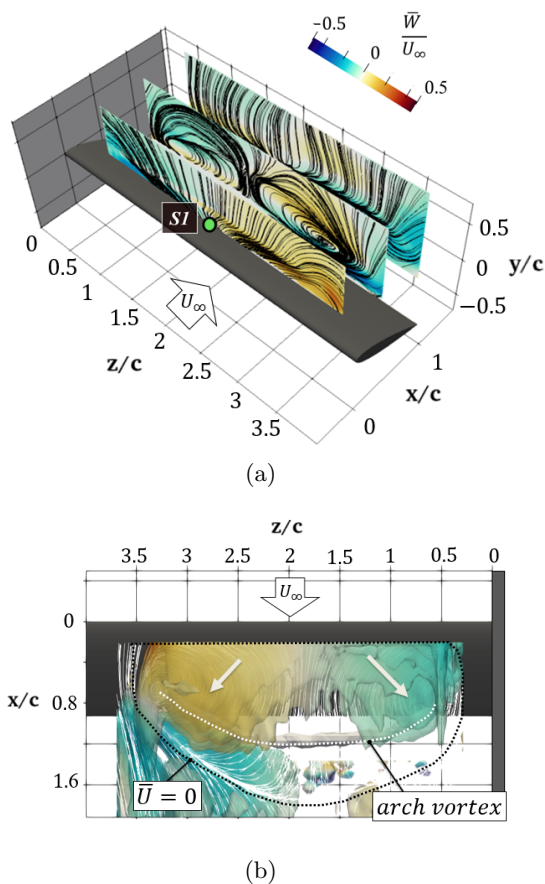 −0.5
0
0.5
W̅
U∞
S1
U∞
0
0.5
1
1.5
2
2.5
3
3.5
z/c
0
1
x/c
0.5
0
−0.5
y/c
(a)
z/c
3.5 3 2.5 2 1.5 1 0.5 0
U∞
0
x/c 0.8
1.6
U̅ = 0
arch vortex
(b)